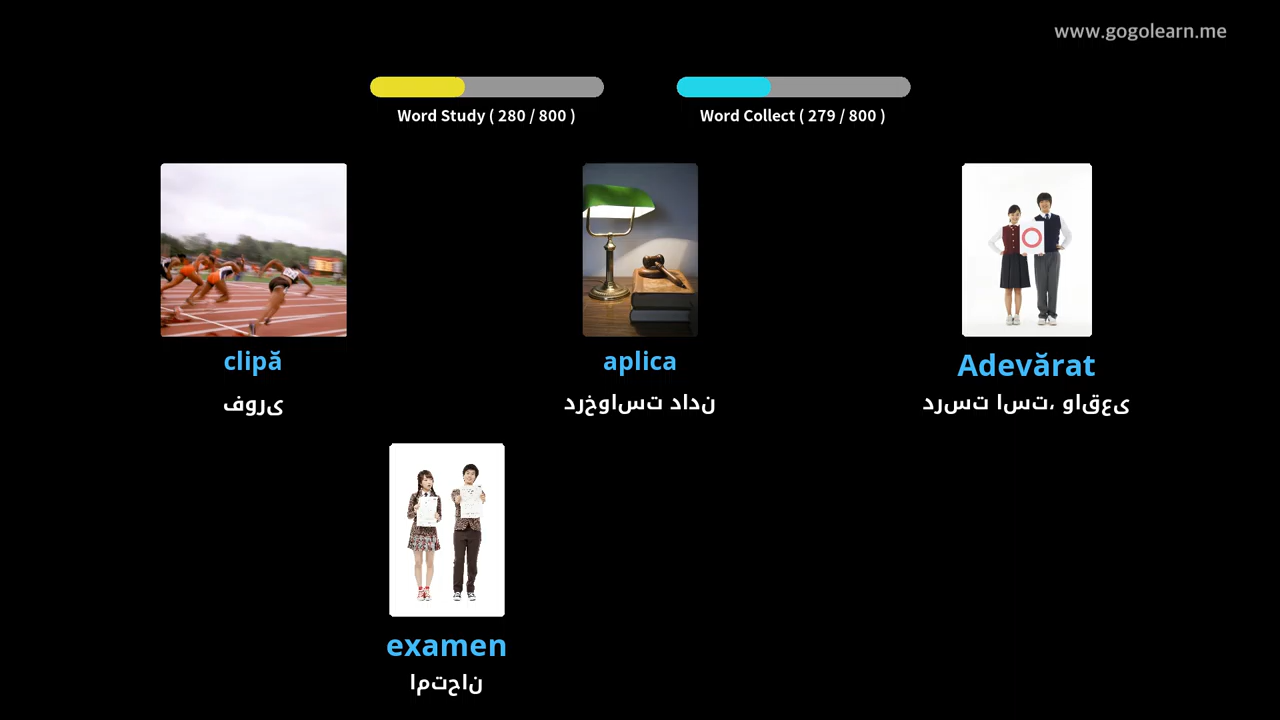 www.gogolearn.me
Word Study ( 280 / 800 )
Word Collect ( 279 / 800 )
clipă
aplica
Adevărat
فوری
درخواست دادن
درست است، واقعی
examen
امتحان